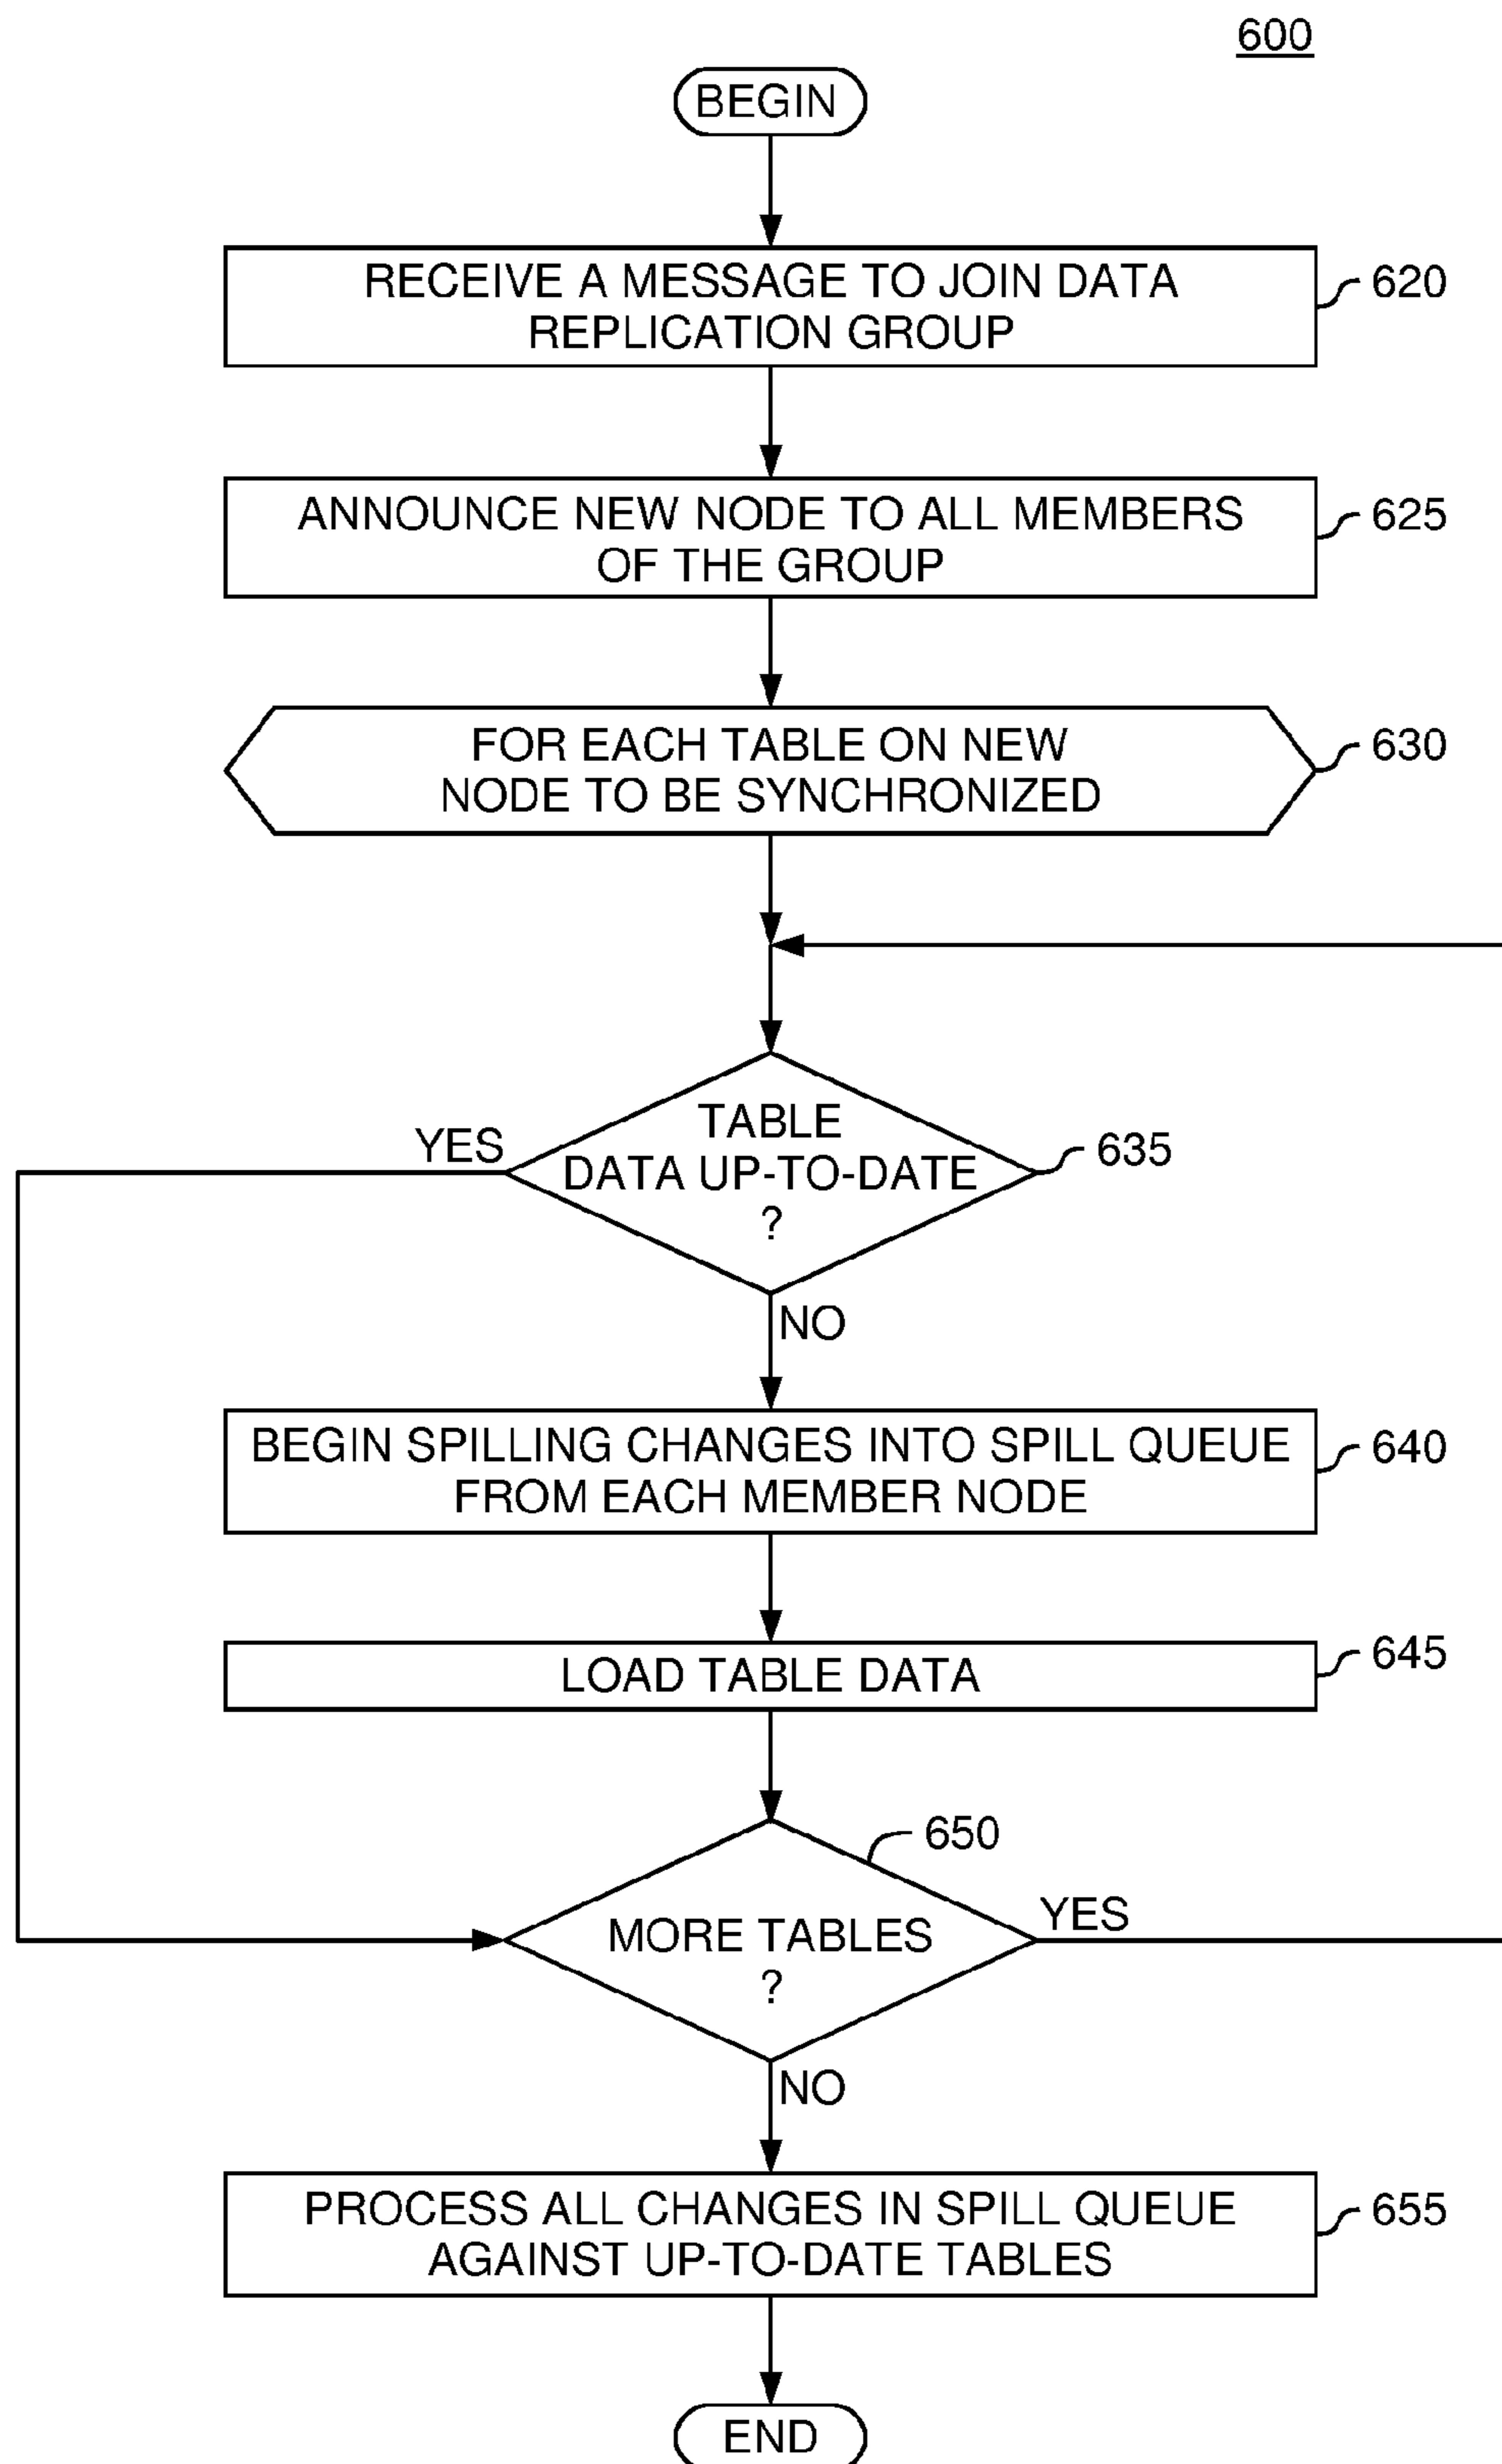 600
BEGIN
RECEIVE A MESSAGE TO JOIN DATA
REPLICATION GROUP
620
ANNOUNCE NEW NODE TO ALL MEMBERS
OF THE GROUP
625
FOR EACH TABLE ON NEW
NODE TO BE SYNCHRONIZED
630
TABLE
DATA UP-TO-DATE
?
635
YES
NO
BEGIN SPILLING CHANGES INTO SPILL QUEUE
FROM EACH MEMBER NODE
640
LOAD TABLE DATA
645
650
MORE TABLES
?
YES
NO
PROCESS ALL CHANGES IN SPILL QUEUE
AGAINST UP-TO-DATE TABLES
655
END